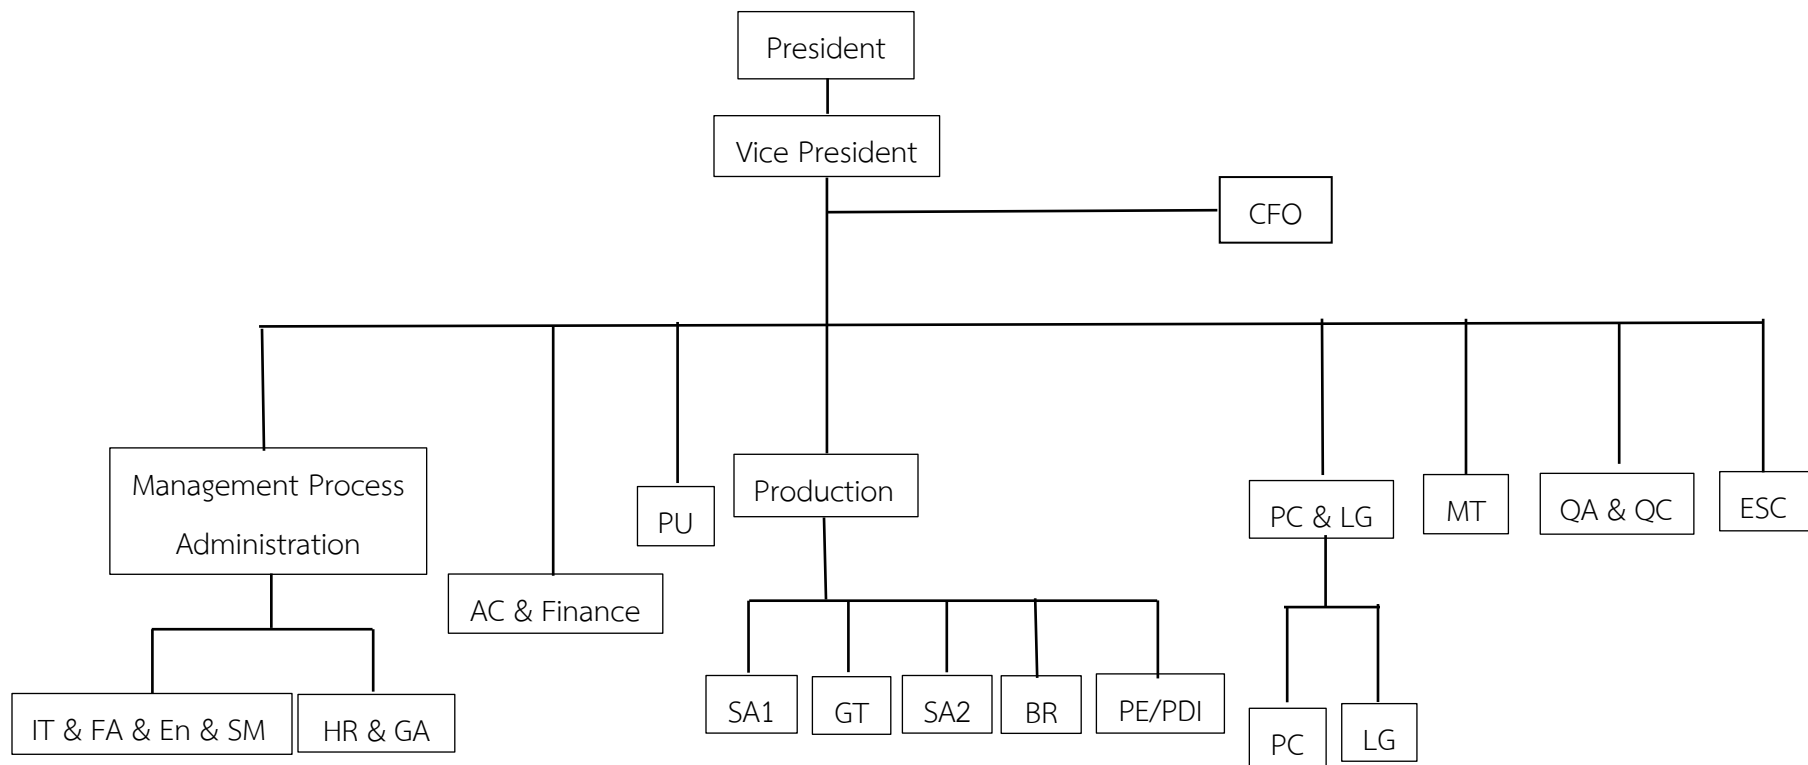 President
Vice President
CFO
Management Process
Administration
AC & Finance
PU
Production
PC & LG
MT
QA & QC
ESC
IT & FA & En & SM
HR & GA
SA1
GT
SA2
BR
PE/PDI
PC
LG